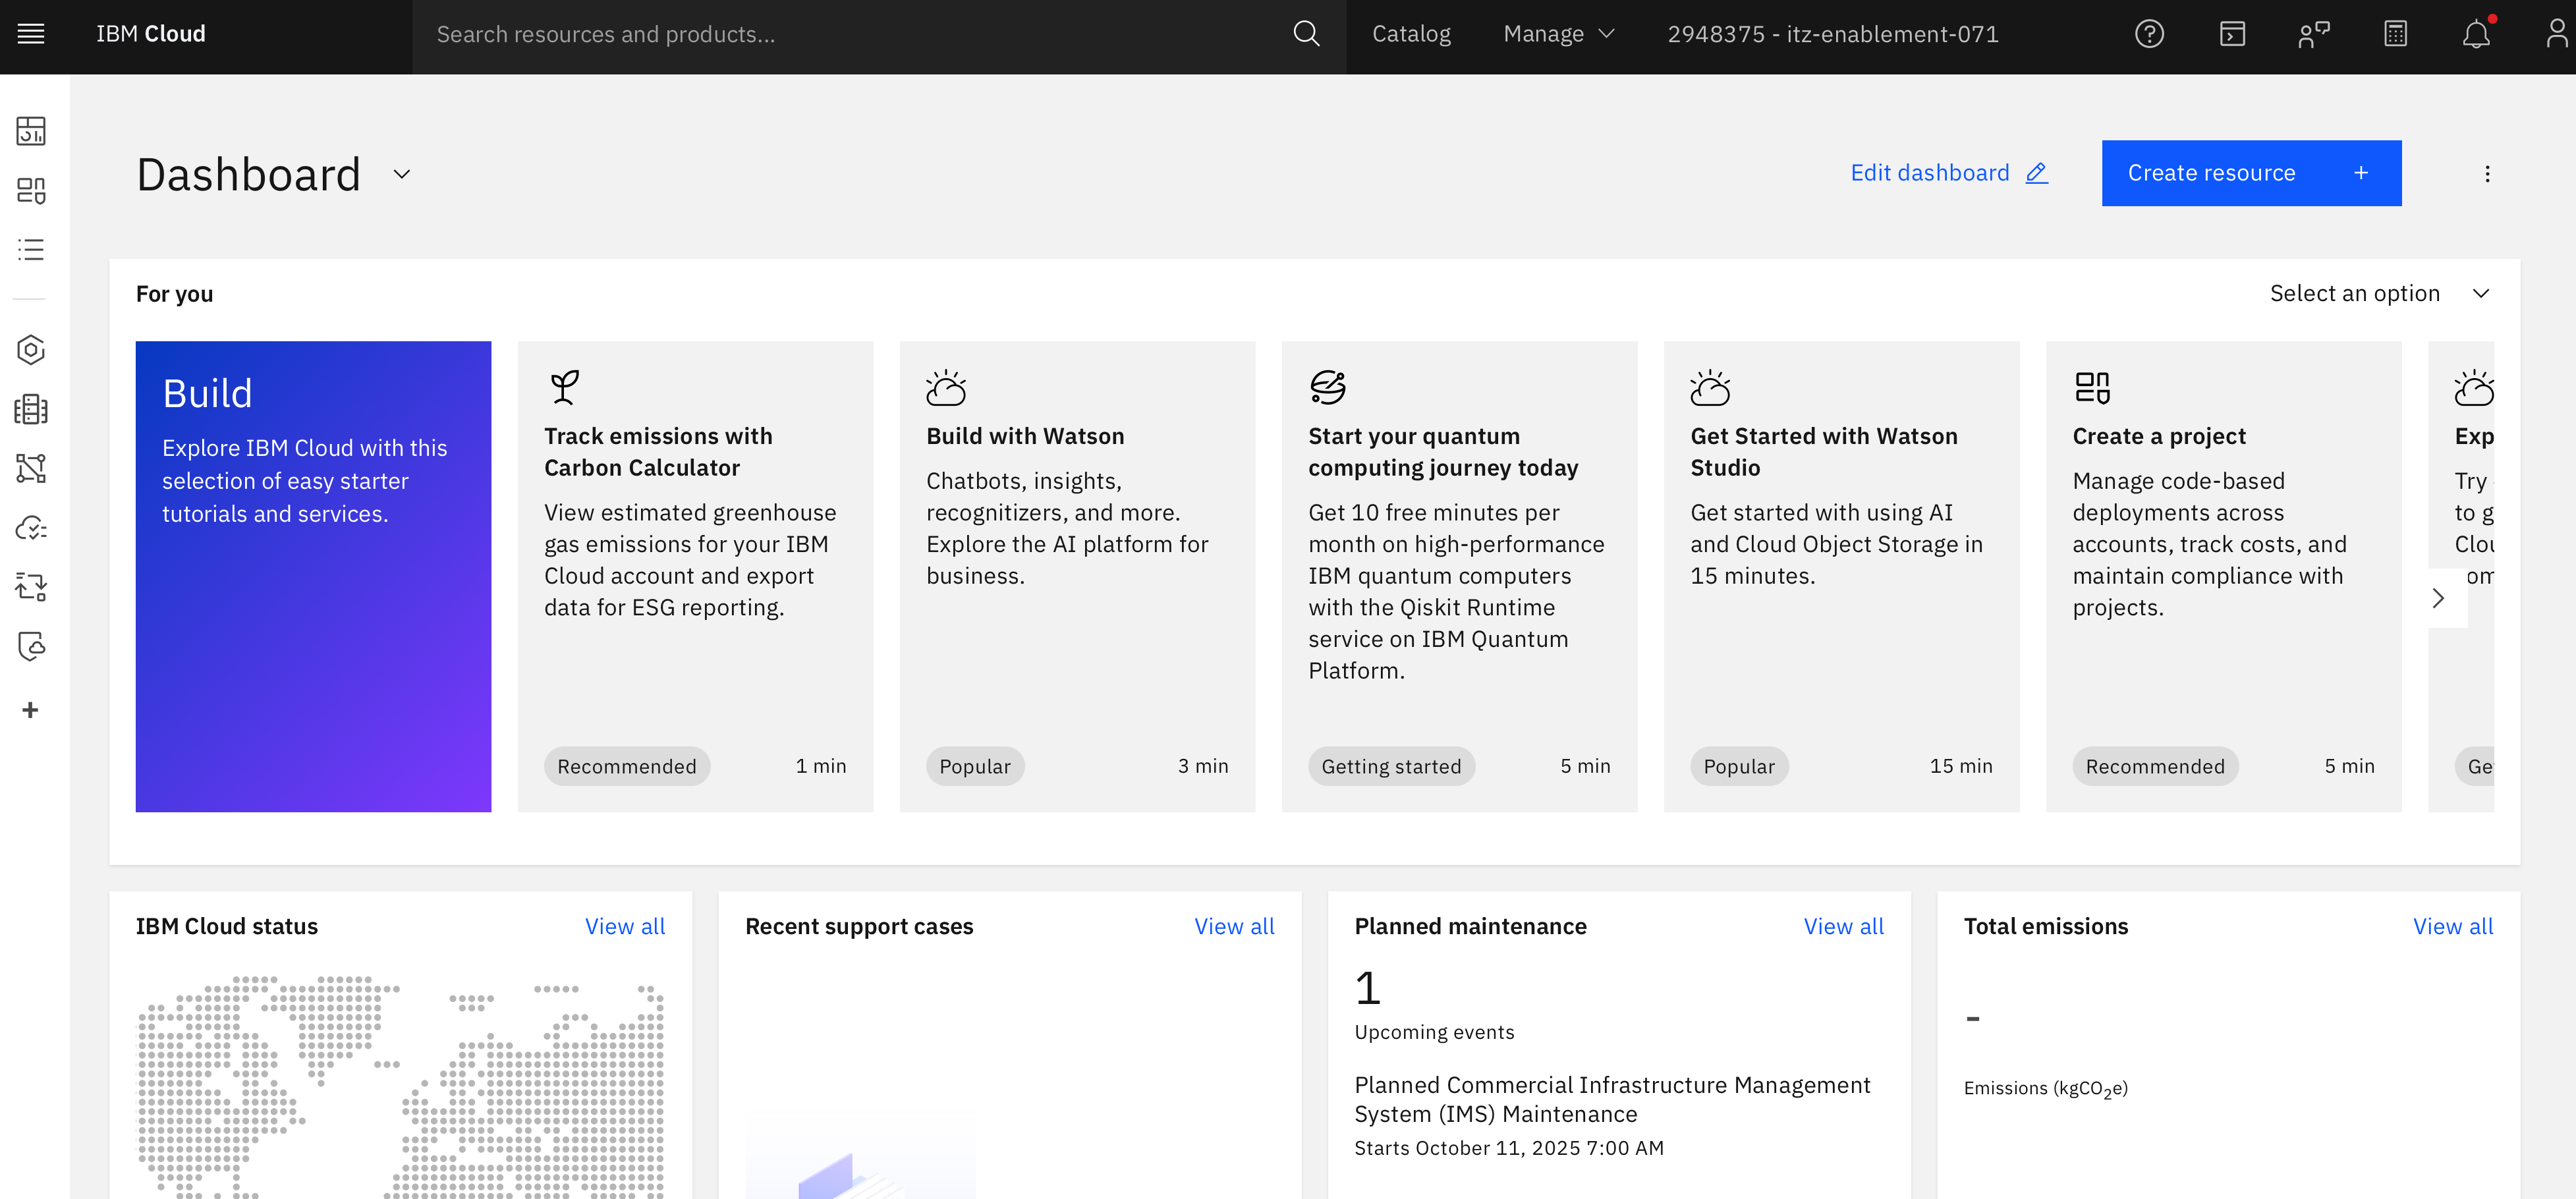 IBM Cloud
Search resources and products...
Catalog
Manage
2948375 - itz-enablement-071
Dashboard
Edit dashboard
Create resource +
For you
Select an option
Build
Explore IBM Cloud with this
selection of easy starter
tutorials and services.
Track emissions with
Carbon Calculator
View estimated greenhouse
gas emissions for your IBM
Cloud account and export
data for ESG reporting.
Recommended
1 min
Build with Watson
Chatbots, insights,
recognitizers, and more.
Explore the AI platform for
business.
Popular
3 min
Start your quantum
computing journey today
Get 10 free minutes per
month on high-performance
IBM quantum computers
with the Qiskit Runtime
service on IBM Quantum
Platform.
Getting started
5 min
Get Started with Watson
Studio
Get started with using AI
and Cloud Object Storage in
15 minutes.
Popular
15 min
Create a project
Manage code-based
deployments across
accounts, track costs, and
maintain compliance with
projects.
Recommended
5 min
Try
to
IBM Cloud status
View all
Recent support cases
View all
Planned maintenance
View all
1
Upcoming events
Planned Commercial Infrastructure Management
System (IMS) Maintenance
Starts October 11, 2025 7:00 AM
Total emissions
View all
-
Emissions (kgCO₂e)